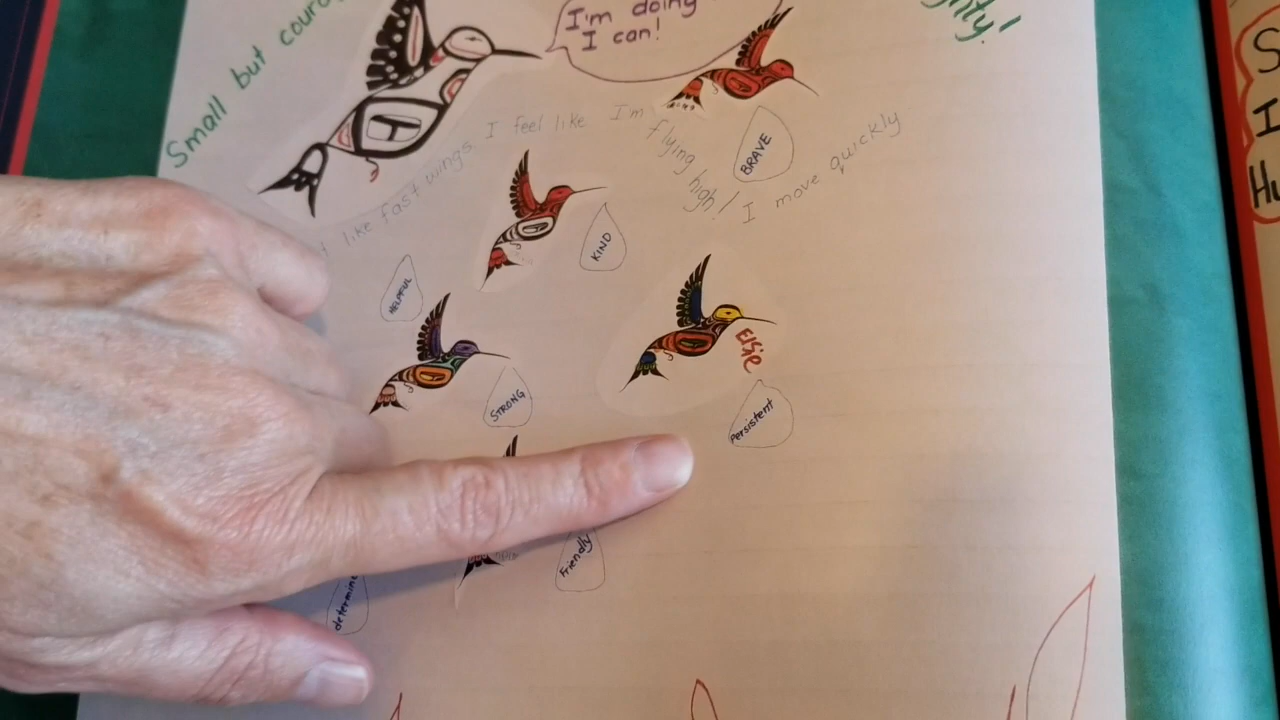 Small but
I'm doing
I can!
I feel like I'm flying high! I move quickly
like fast wings.
BRAVE
KIND
HELPFUL
Elsie
STRONG
Persistent
Friendly